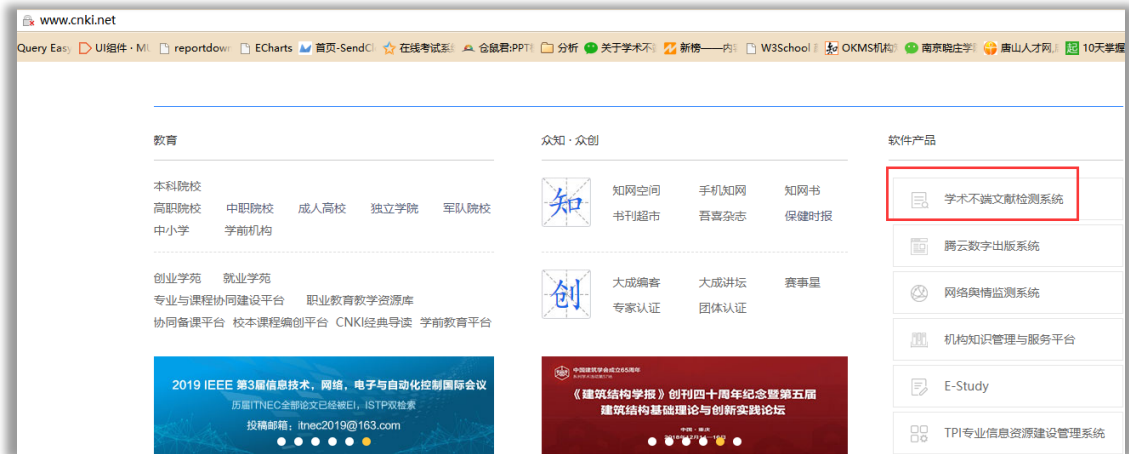 www.cnki.net
Query Eas UI组件 · M reportdow ECharts 首页-SendC 在线考试系 仓鼠君:PPT 分析 关于学术不 新榜——内 W3School OKMS机构 南京晓庄学 唐山人才网, 起 10天掌握
教育
本科院校
高职院校 中职院校 成人高校 独立学院 军队院校
中小学 学前机构
创业学苑 就业学苑
专业与课程协同建设平台 职业教育教学资源库
协同备课平台 校本课程编创平台 CNKI经典导读 学前教育平台
2019 IEEE 第3届信息技术，网络，电子与自动化控制国际会议
历届ITNEC全部论文已经被EI，ISTP双检索
投稿邮箱：itnec2019@163.com
众知 · 众创
知
知网空间 手机知网 知网书
书刊超市 吾喜杂志 保健时报
创
大成编客 大成讲坛 赛事星
专家认证 团体认证
中国建筑学会成立65周年
《建筑结构学报》创刊四十周年纪念暨第五届
建筑结构基础理论与创新实践论坛
中国 · 重庆
软件产品
学术不端文献检测系统
腾云数字出版系统
网络舆情监测系统
机构知识管理与服务平台
E-Study
TPI专业信息资源建设管理系统